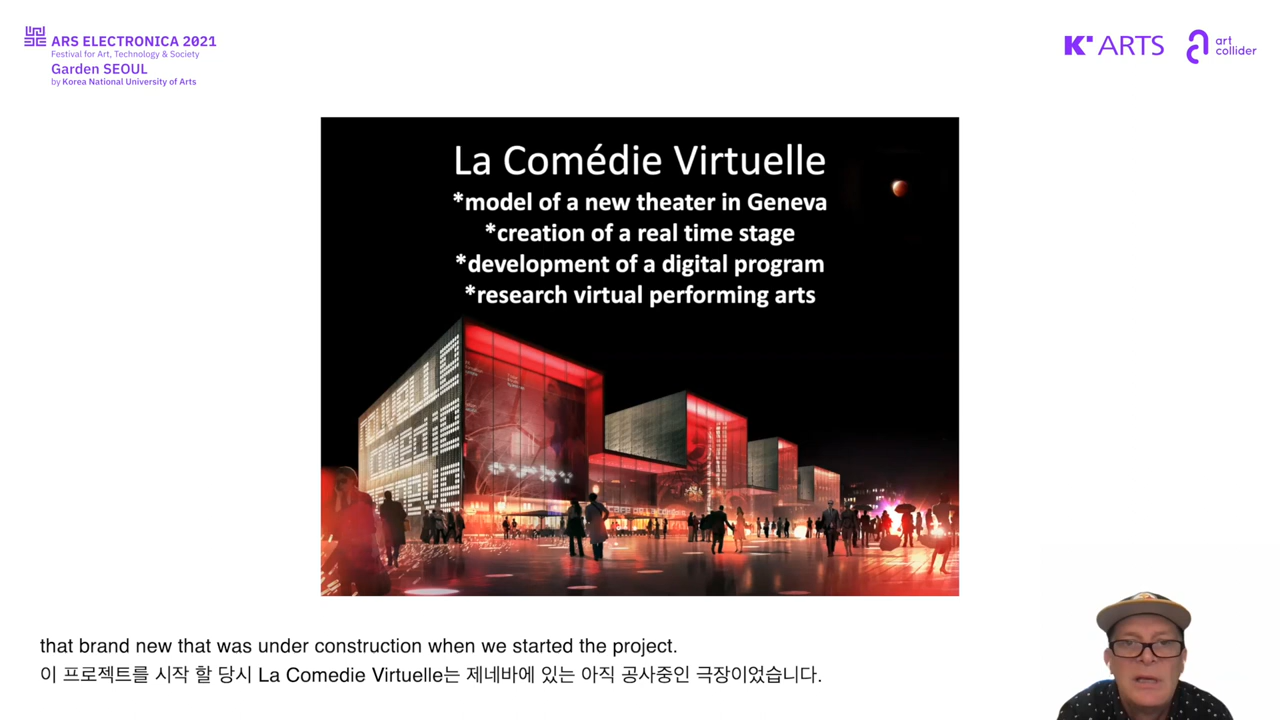 ARS ELECTRONICA 2021
Festival for Art, Technology & Society
Garden SEOUL
by Korea National University of Arts
K' ARTS
art
collider
La Comédie Virtuelle
*model of a new theater in Geneva
*creation of a real time stage
*development of a digital program
*research virtual performing arts
NOUVELLE
COMEDIE
that brand new that was under construction when we started the project.
이 프로젝트를 시작 할 당시 La Comedie Virtuelle는 제네바에 있는 아직 공사중인 극장이었습니다.